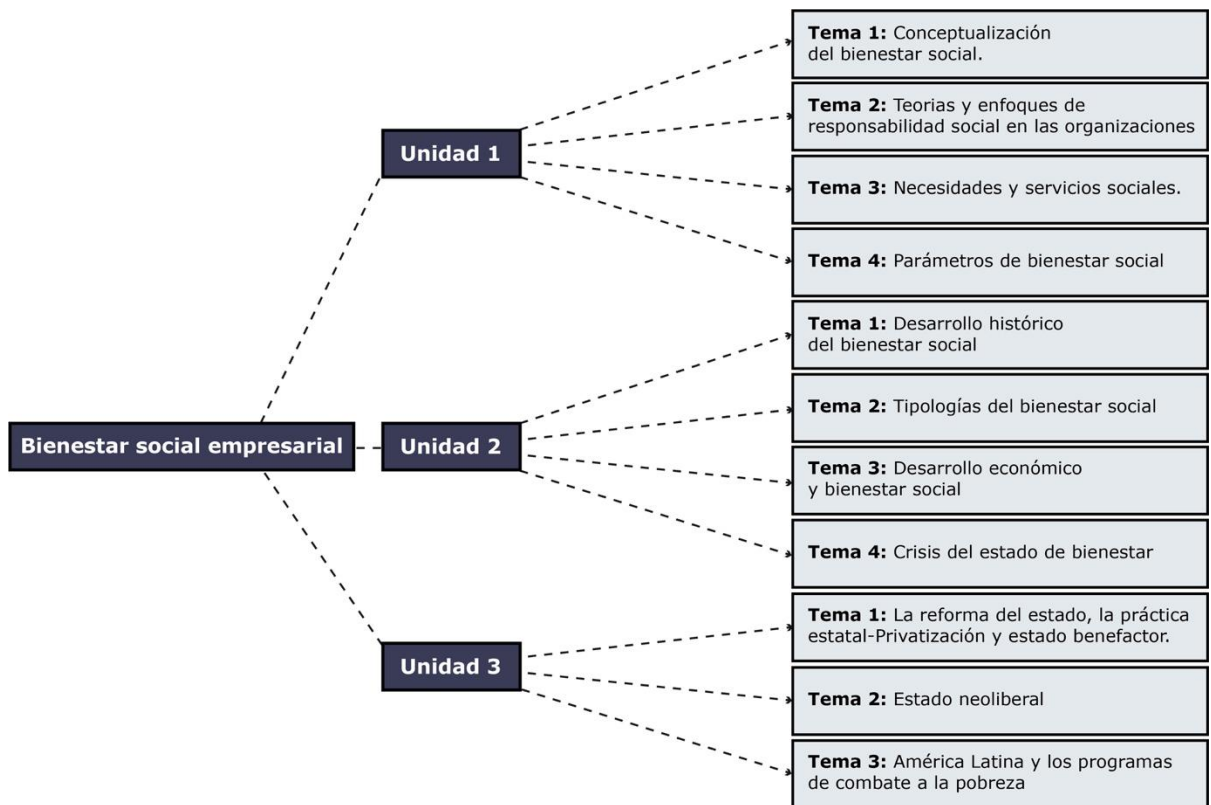 Bienestar social empresarial
Unidad 1
Tema 1: Conceptualización
del bienestar social.
Tema 2: Teorias y enfoques de
responsabilidad social en las organizaciones
Tema 3: Necesidades y servicios sociales.
Tema 4: Parámetros de bienestar social
Unidad 2
Tema 1: Desarrollo histórico
del bienestar social
Tema 2: Tipologías del bienestar social
Tema 3: Desarrollo económico
y bienestar social
Tema 4: Crisis del estado de bienestar
Unidad 3
Tema 1: La reforma del estado, la práctica
estatal-Privatización y estado benefactor.
Tema 2: Estado neoliberal
Tema 3: América Latina y los programas
de combate a la pobreza